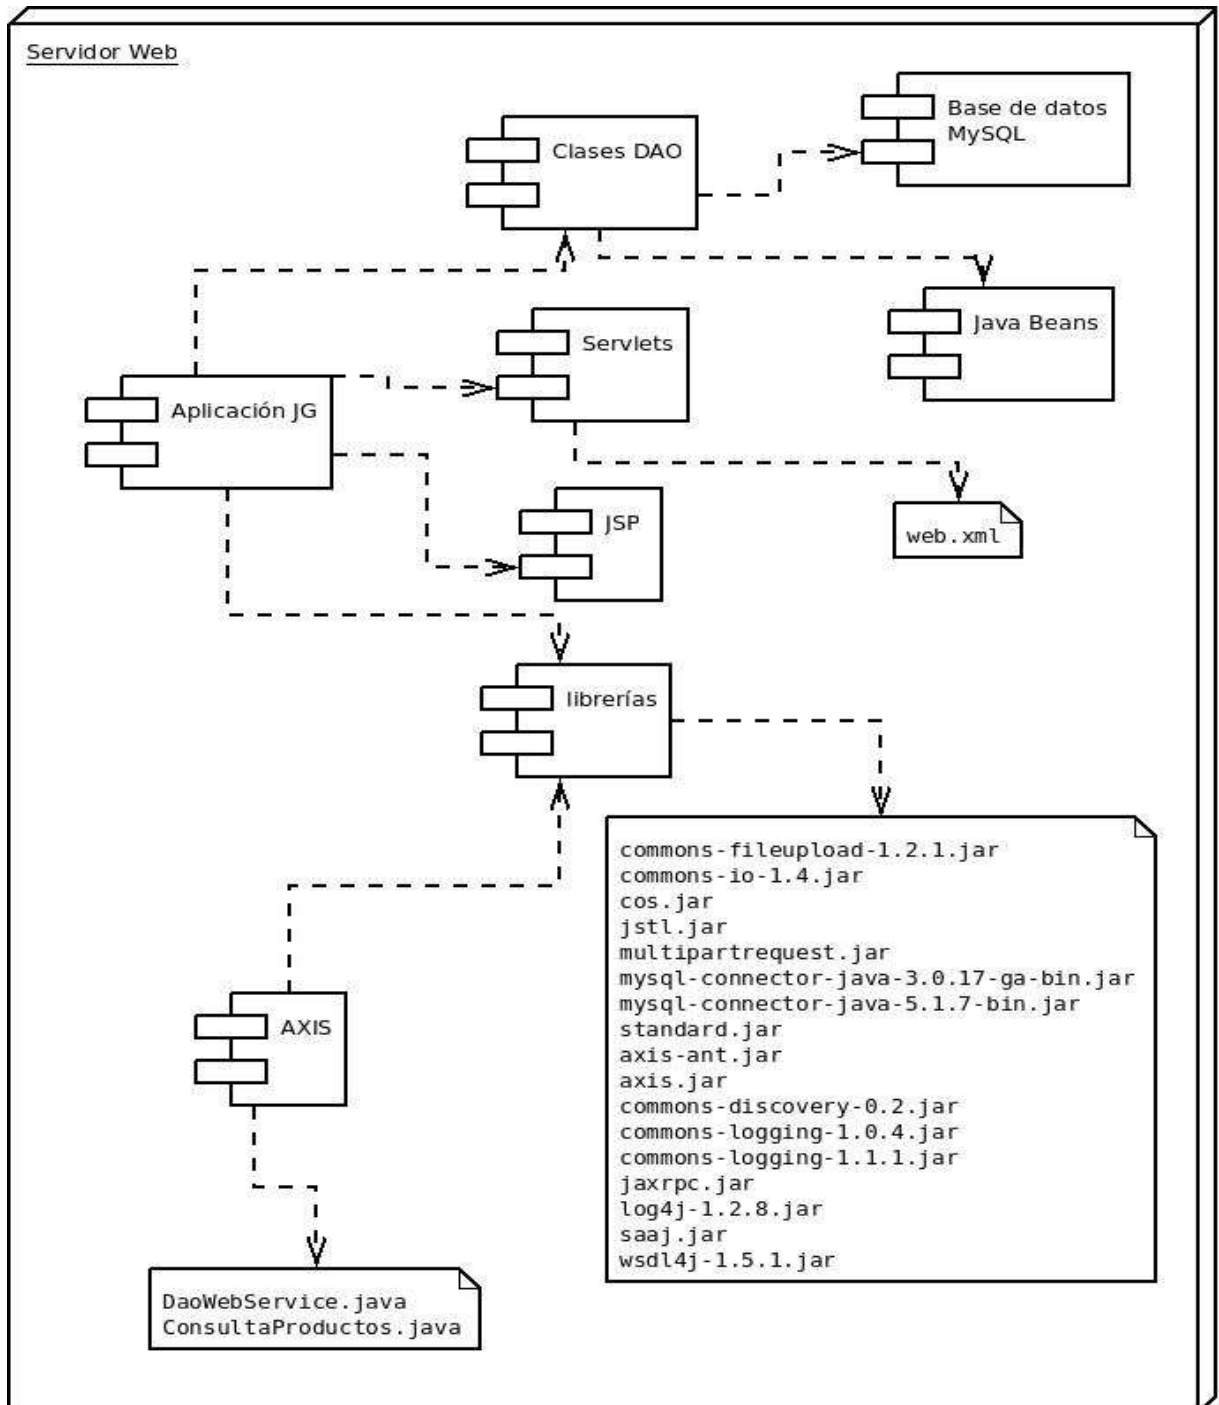 Servidor Web
Base de datos
MySQL
Clases DAO
Java Beans
Servlets
Aplicación JG
JSP
web.xml
librerías
commons-fileupload-1.2.1.jar
commons-io-1.4.jar
cos.jar
jstl.jar
multipartrequest.jar
mysql-connector-java-3.0.17-ga-bin.jar
mysql-connector-java-5.1.7-bin.jar
standard.jar
axis-ant.jar
axis.jar
commons-discovery-0.2.jar
commons-logging-1.0.4.jar
commons-logging-1.1.1.jar
jaxrpc.jar
log4j-1.2.8.jar
saaj.jar
wsdl4j-1.5.1.jar
AXIS
DaoWebService.java
ConsultaProductos.java